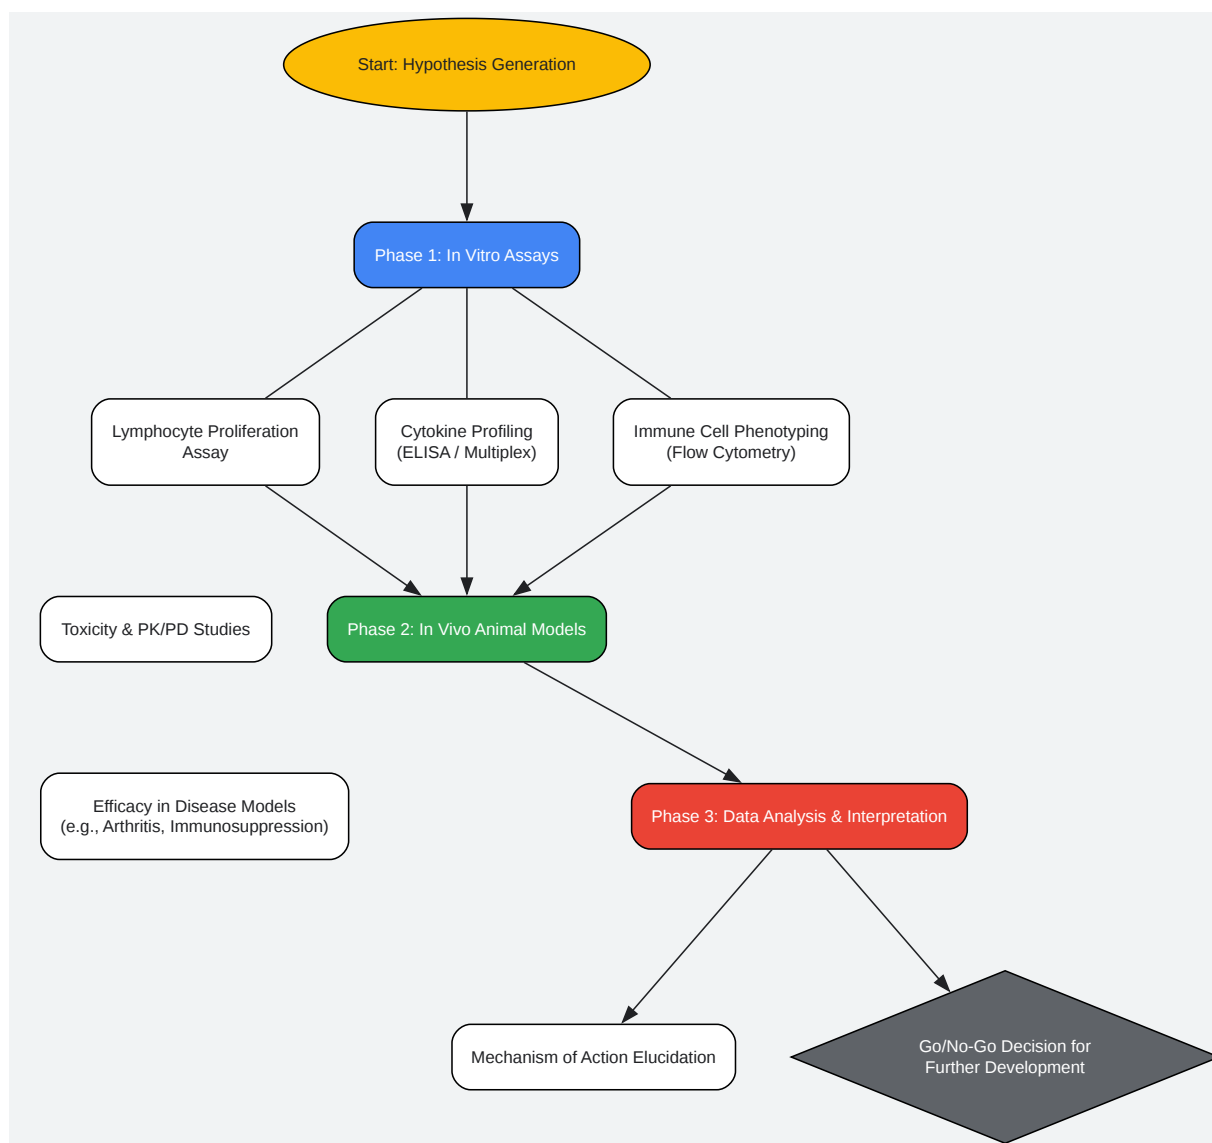 Start: Hypothesis Generation
Phase 1: In Vitro Assays
Lymphocyte Proliferation
Assay
Cytokine Profiling
(ELISA / Multiplex)
Immune Cell Phenotyping
(Flow Cytometry)
Toxicity & PK/PD Studies
Phase 2: In Vivo Animal Models
Efficacy in Disease Models
(e.g., Arthritis, Immunosuppression)
Phase 3: Data Analysis & Interpretation
Mechanism of Action Elucidation
Go/No-Go Decision for
Further Development